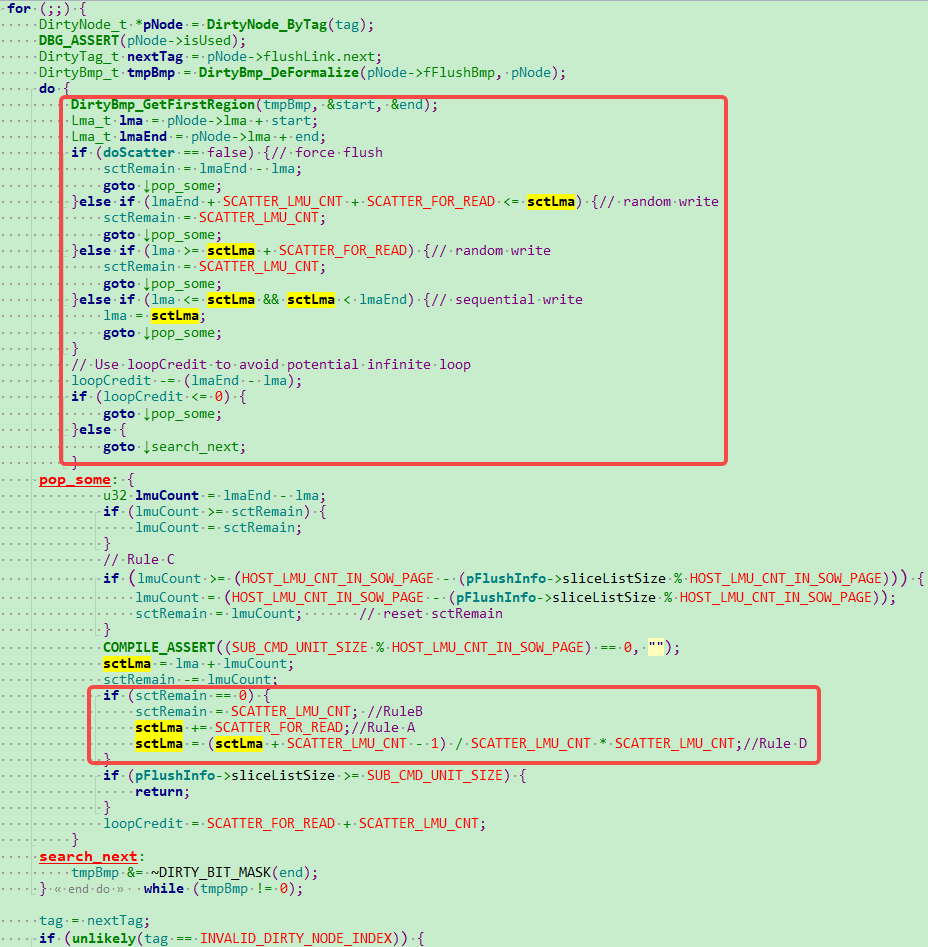 for (;;) {
DirtyNode_t *pNode = DirtyNode_ByTag(tag);
DBG_ASSERT(pNode->isUsed);
DirtyTag_t nextTag = pNode->flushLink.next;
DirtyBmp_t tmpBmp = DirtyBmp_DeFormalize(pNode->fFlushBmp, pNode);
do {
DirtyBmp_GetFirstRegion(tmpBmp, &start, &end);
Lma_t lma = pNode->lma + start;
Lma_t lmaEnd = pNode->lma + end;
if (doScatter == false) {// force flush
sctRemain = lmaEnd - lma;
goto ↓pop_some;
}else if (lmaEnd + SCATTER_LMU_CNT + SCATTER_FOR_READ <= sctLma) {// random write
sctRemain = SCATTER_LMU_CNT;
goto ↓pop_some;
}else if (lma >= sctLma + SCATTER_FOR_READ) {// random write
sctRemain = SCATTER_LMU_CNT;
goto ↓pop_some;
}else if (lma <= sctLma && sctLma < lmaEnd) {// sequential write
lma = sctLma;
goto ↓pop_some;
}
// Use loopCredit to avoid potential infinite loop
loopCredit -= (lmaEnd - lma);
if (loopCredit <= 0) {
goto ↓pop_some;
}else {
goto ↓search_next;
}
pop_some: {
u32 lmuCount = lmaEnd - lma;
if (lmuCount >= sctRemain) {
lmuCount = sctRemain;
}
// Rule C
if (lmuCount >= (HOST_LMU_CNT_IN_SOW_PAGE - (pFlushInfo->sliceListSize % HOST_LMU_CNT_IN_SOW_PAGE))) {
lmuCount = (HOST_LMU_CNT_IN_SOW_PAGE - (pFlushInfo->sliceListSize % HOST_LMU_CNT_IN_SOW_PAGE));
sctRemain = lmuCount; // reset sctRemain
}
COMPILE_ASSERT((SUB_CMD_UNIT_SIZE % HOST_LMU_CNT_IN_SOW_PAGE) == 0, "");
sctLma = lma + lmuCount;
sctRemain -= lmuCount;
if (sctRemain == 0) {
sctRemain = SCATTER_LMU_CNT; //RuleB
sctLma += SCATTER_FOR_READ;//Rule A
sctLma = (sctLma + SCATTER_LMU_CNT - 1) / SCATTER_LMU_CNT * SCATTER_LMU_CNT;//Rule D
}
if (pFlushInfo->sliceListSize >= SUB_CMD_UNIT_SIZE) {
return;
}
loopCredit = SCATTER_FOR_READ + SCATTER_LMU_CNT;
}
search_next:
tmpBmp &= ~DIRTY_BIT_MASK(end);
} « end do » while (tmpBmp != 0);
tag = nextTag;
if (unlikely(tag == INVALID_DIRTY_NODE_INDEX)) {